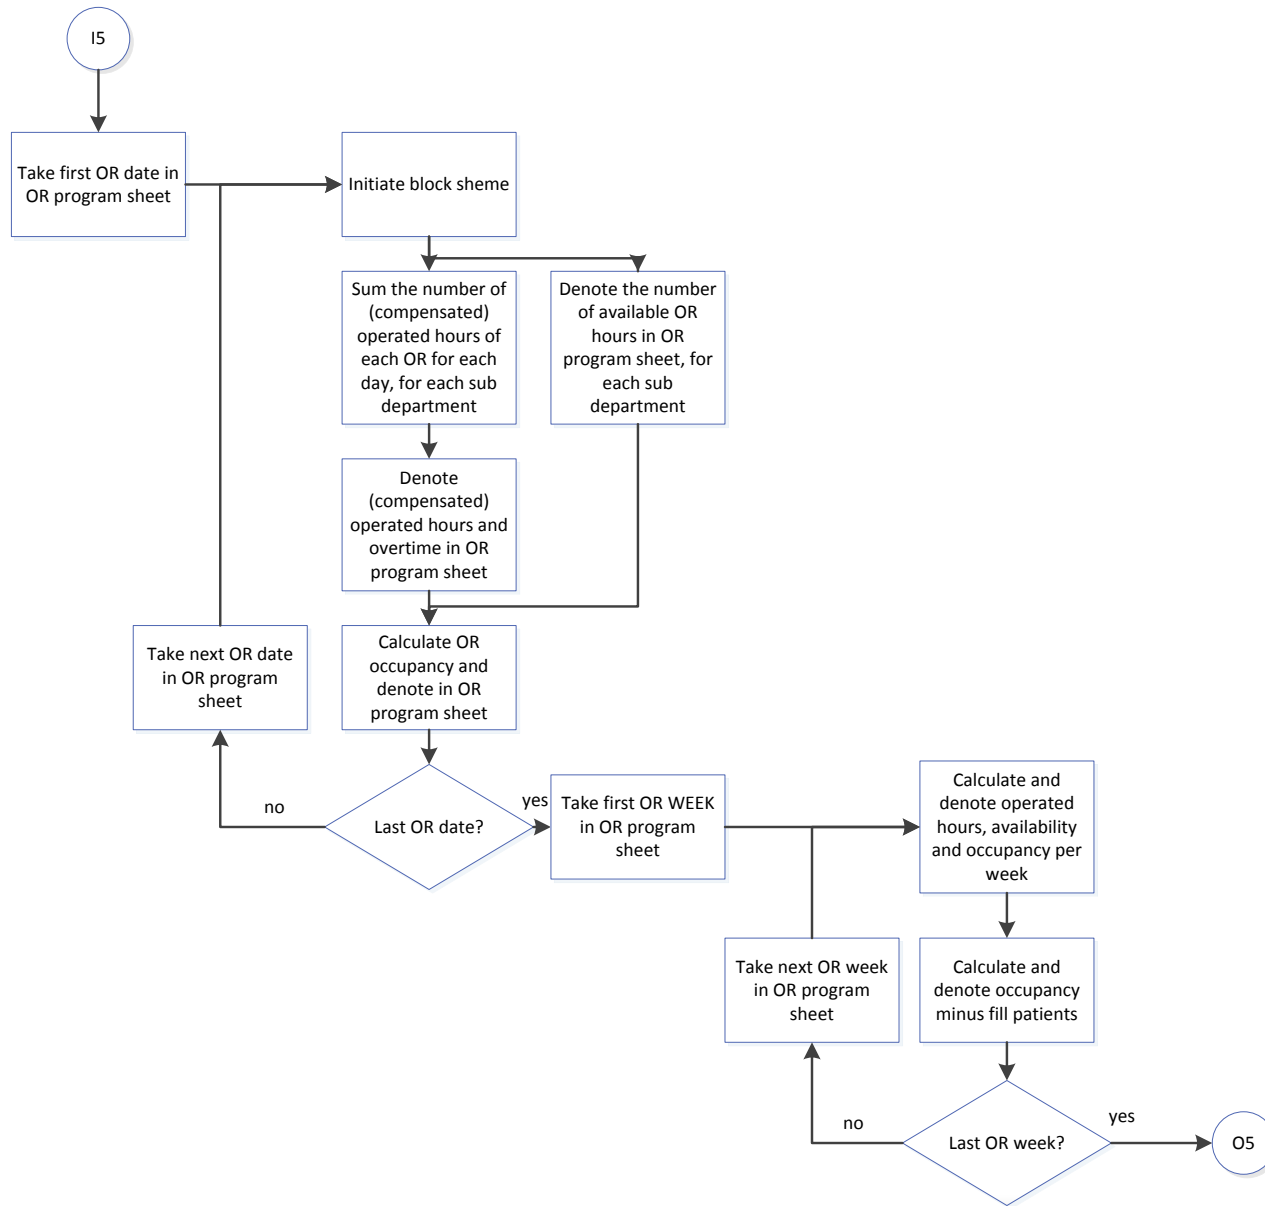 I5
Take first OR date in
OR program sheet
Initiate block sheme
Sum the number of
(compensated)
operated hours of
each OR for each
day, for each sub
department
Denote the number
of available OR
hours in OR
program sheet, for
each sub
department
Denote
(compensated)
operated hours and
overtime in OR
program sheet
Take next OR date
in OR program
sheet
Calculate OR
occupancy and
denote in OR
program sheet
no
Last OR date?
yes
Take first OR WEEK
in OR program
sheet
Calculate and
denote operated
hours, availability
and occupancy per
week
Take next OR week
in OR program
sheet
Calculate and
denote occupancy
minus fill patients
no
Last OR week?
yes
O5